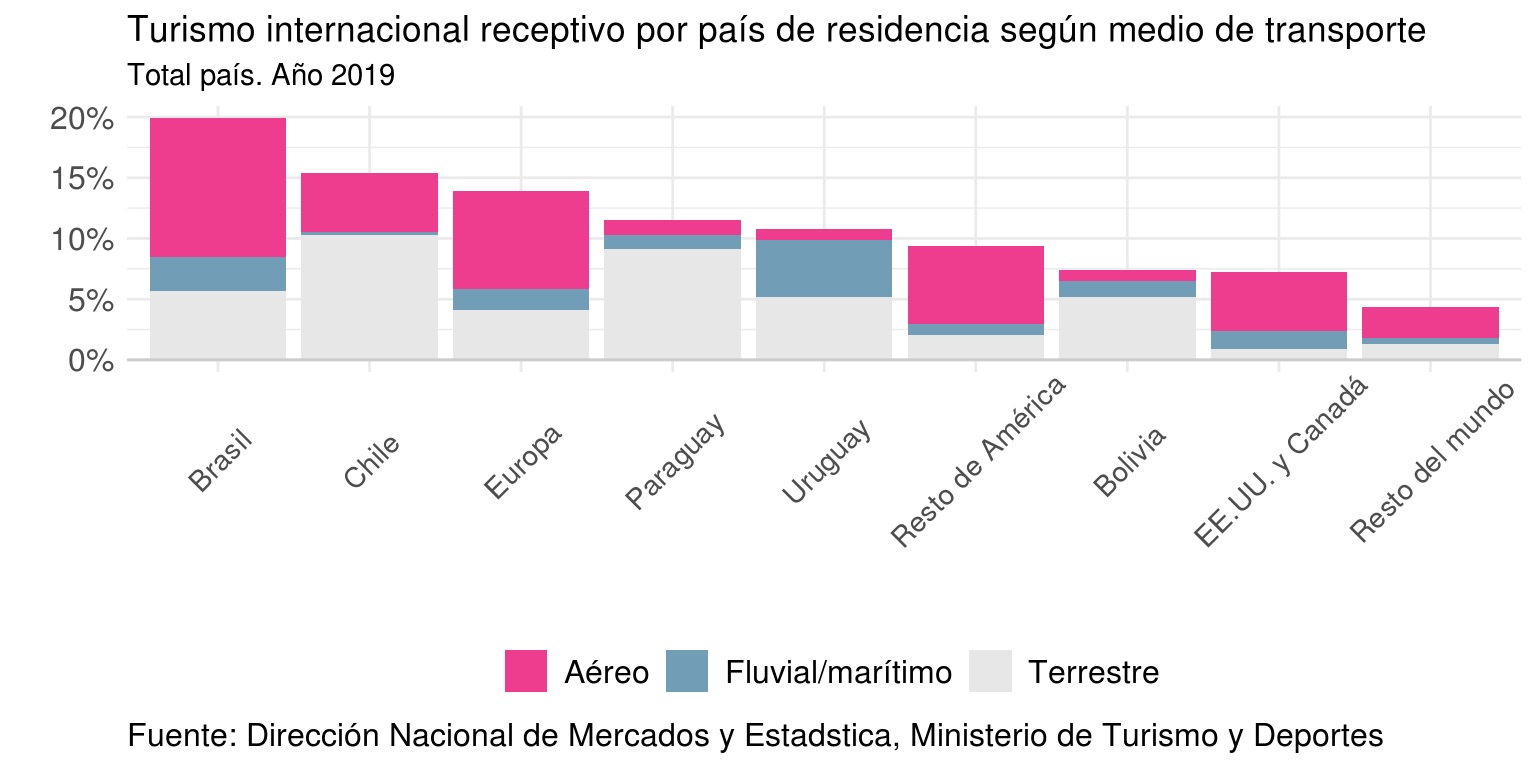 Turismo internacional receptivo por país de residencia según medio de transporte
Total país. Año 2019
20%
15%
10%
5%
0%
Brasil
Chile
Europa
Paraguay
Uruguay
Resto de América
Bolivia
EE.UU. y Canadá
Resto del mundo
Aéreo
Fluvial/marítimo
Terrestre
Fuente: Dirección Nacional de Mercados y Estadstica, Ministerio de Turismo y Deportes